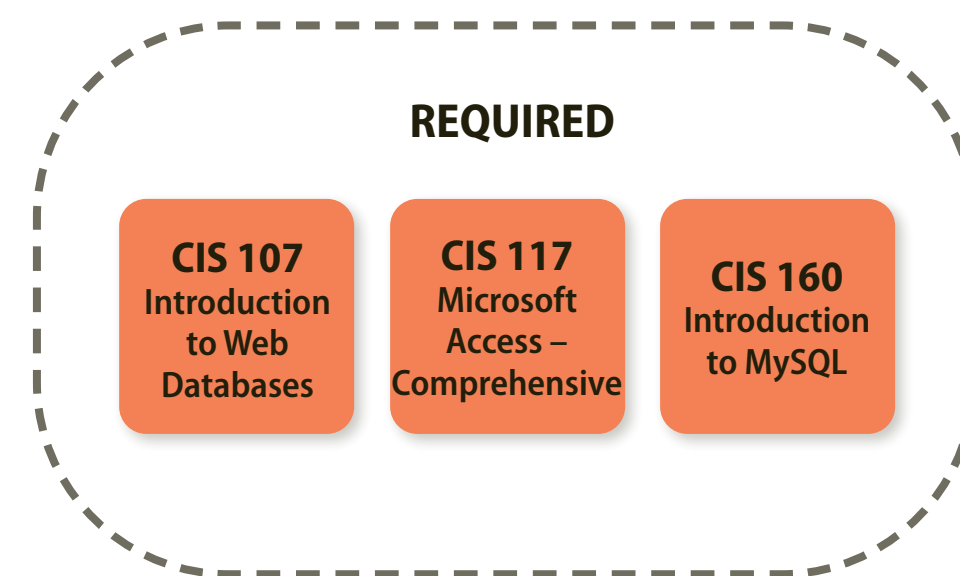 REQUIRED
CIS 107
Introduction
to Web
Databases
CIS 117
Microsoft
Access –
Comprehensive
CIS 160
Introduction
to MySQL